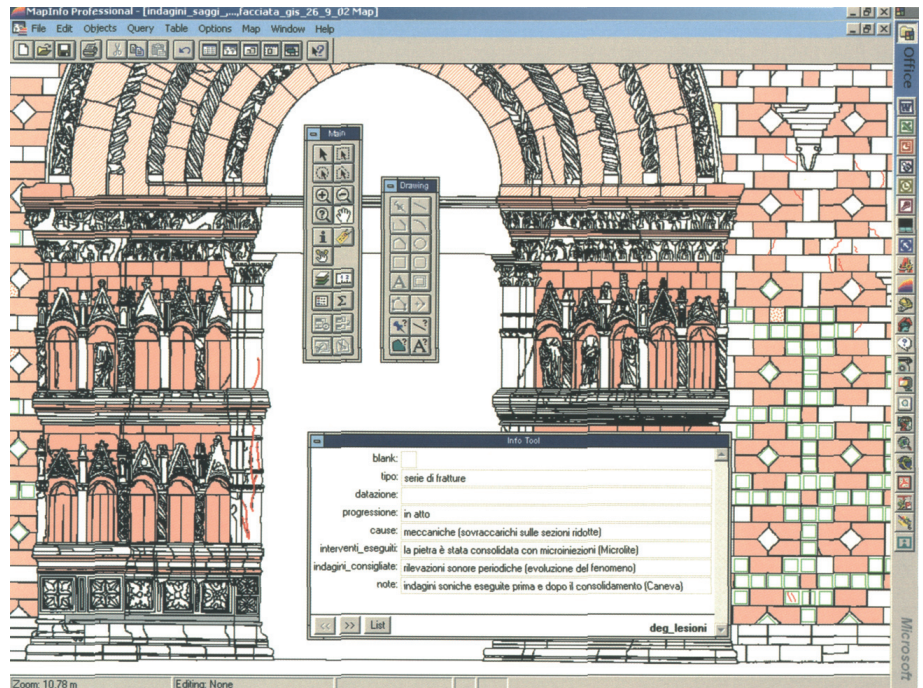 MapInfo Professional - [indagini_saggi_...,facciata_gis_26_9_02 Map]
File Edit Objects Query Table Options Map Window Help
Office
Main
Drawing
Info Tool
blank:
tipo: serie di fratture
datazione:
progressione: in atto
cause: meccaniche (sovraccarichi sulle sezioni ridotte)
interventi_eseguiti: la pietra è stata consolidata con microiniezioni (Microlite)
indagini_consigliate: rilevazioni sonore periodiche (evoluzione del fenomeno)
note: indagini soniche eseguite prima e dopo il consolidamento (Caneva)
<< >> List deg_lesioni
Microsoft
Zoom: 10.78 m Editing: None